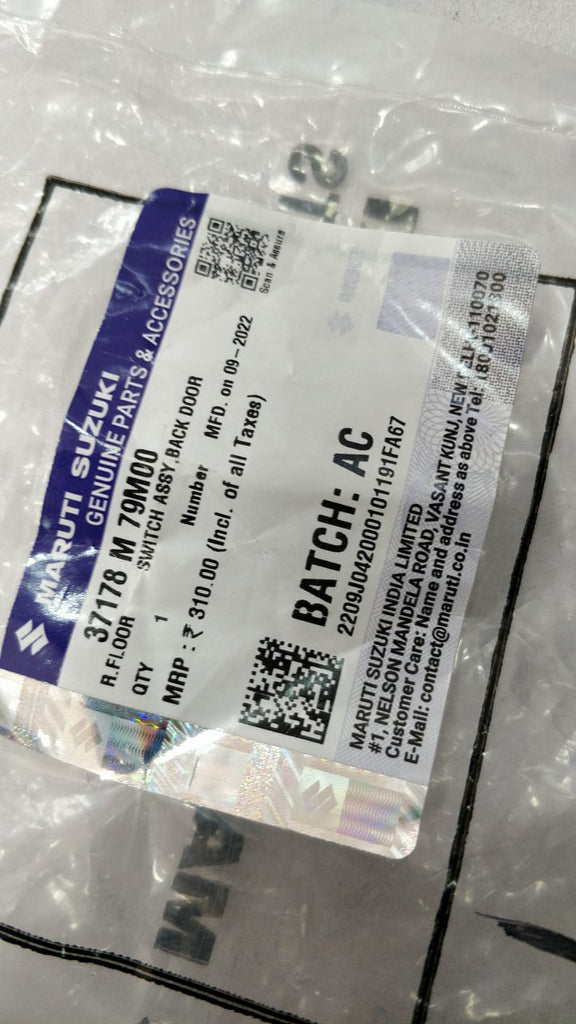 MARUTI SUZUKI
GENUINE PARTS & ACCESSORIES
Scan & Assure
37178 M 79M00
R.FLOOR SWITCH ASSY,BACK DOOR
QTY 1 Number MFD. on 09-2022
MRP : ₹ 310.00 (Incl. of all Taxes)
BATCH: AC
2209J042000101191FA67
MARUTI SUZUKI INDIA LIMITED
#1, NELSON MANDELA ROAD, VASANT KUNJ, NEW DELHI-110070
Customer Care: Name and address as above Tel.
E-Mail: contact@maruti.co.in